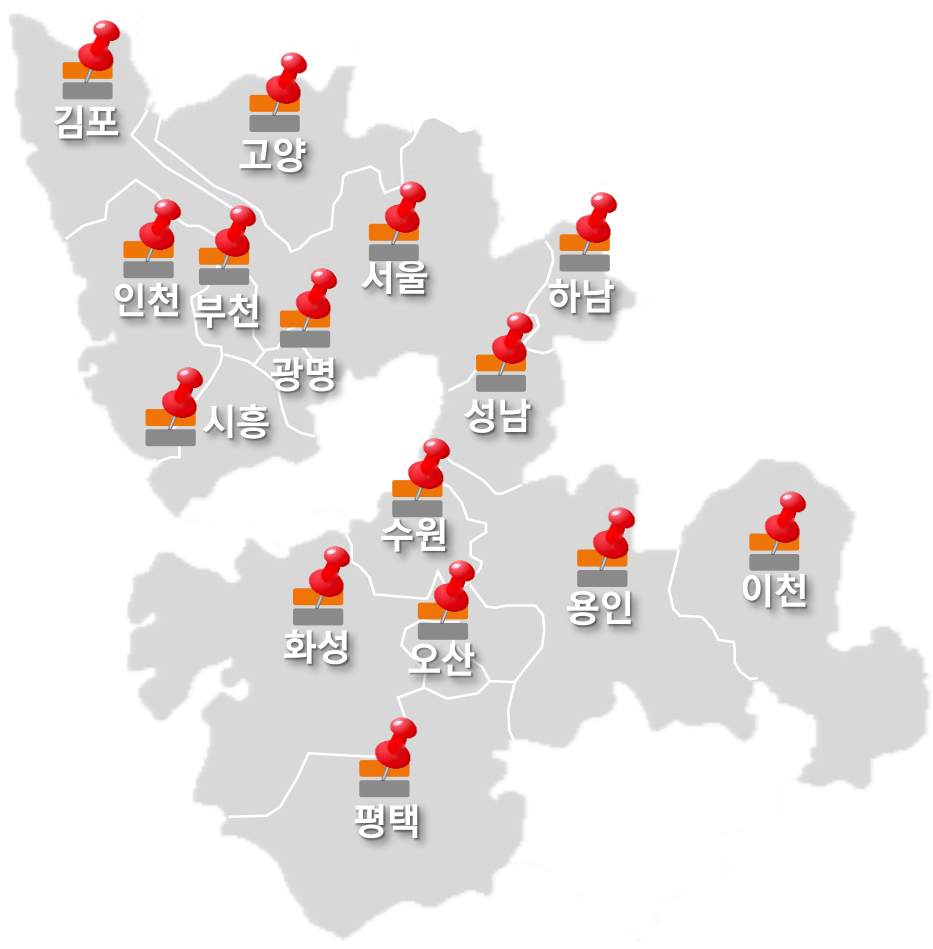 김포
고양
서울
하남
인천
부천
광명
성남
시흥
수원
이천
용인
화성
오산
평택